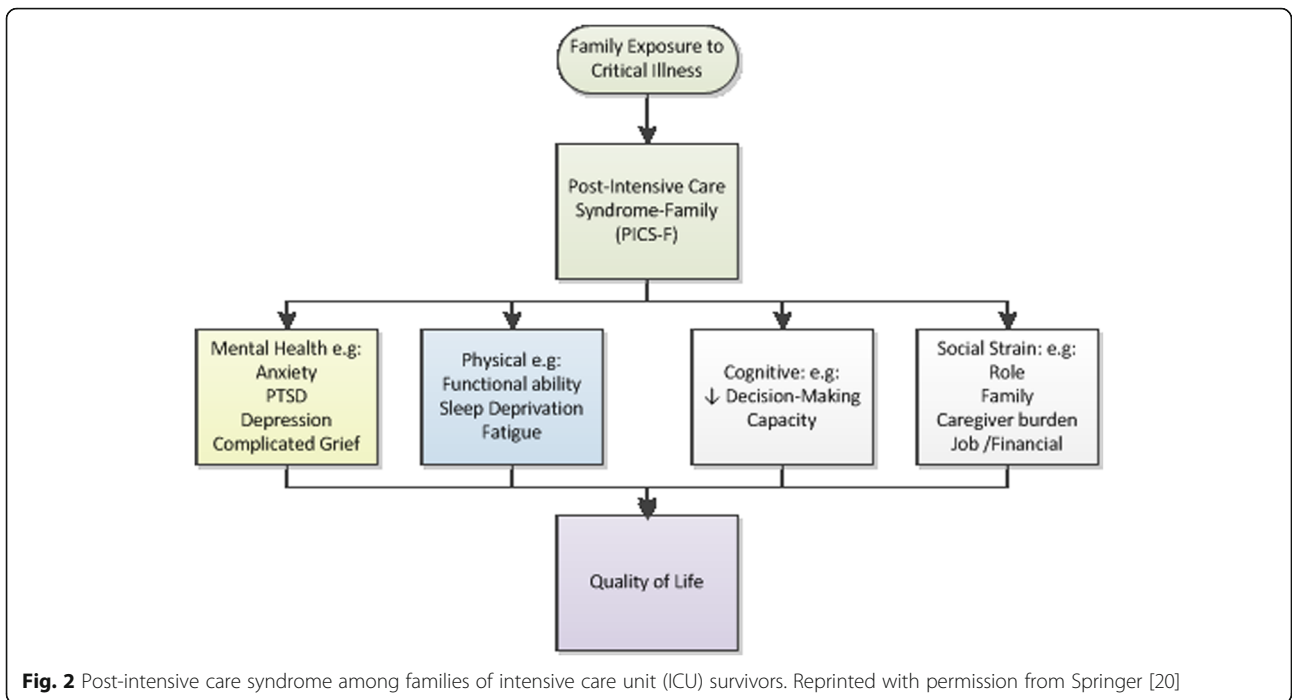 Family Exposure to
Critical Illness
Post-Intensive Care
Syndrome-Family
(PICS-F)
Mental Health e.g:
Anxiety
PTSD
Depression
Complicated Grief
Physical e.g:
Functional ability
Sleep Deprivation
Fatigue
Cognitive: e.g:
↓ Decision-Making
Capacity
Social Strain: e.g:
Role
Family
Caregiver burden
Job /Financial
Quality of Life
Fig. 2 Post-intensive care syndrome among families of intensive care unit (ICU) survivors. Reprinted with permission from Springer [20]